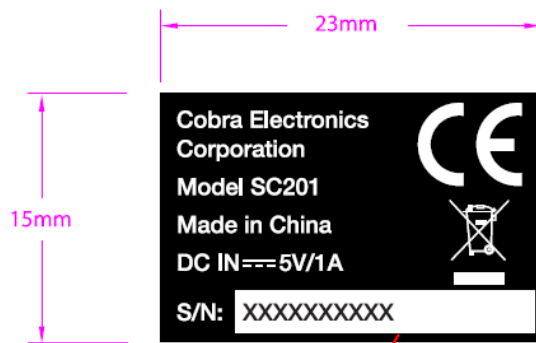 23mm
15mm
Cobra Electronics
Corporation
Model SC201
Made in China
DC IN⎓5V/1A
S/N: XXXXXXXXXX
CE